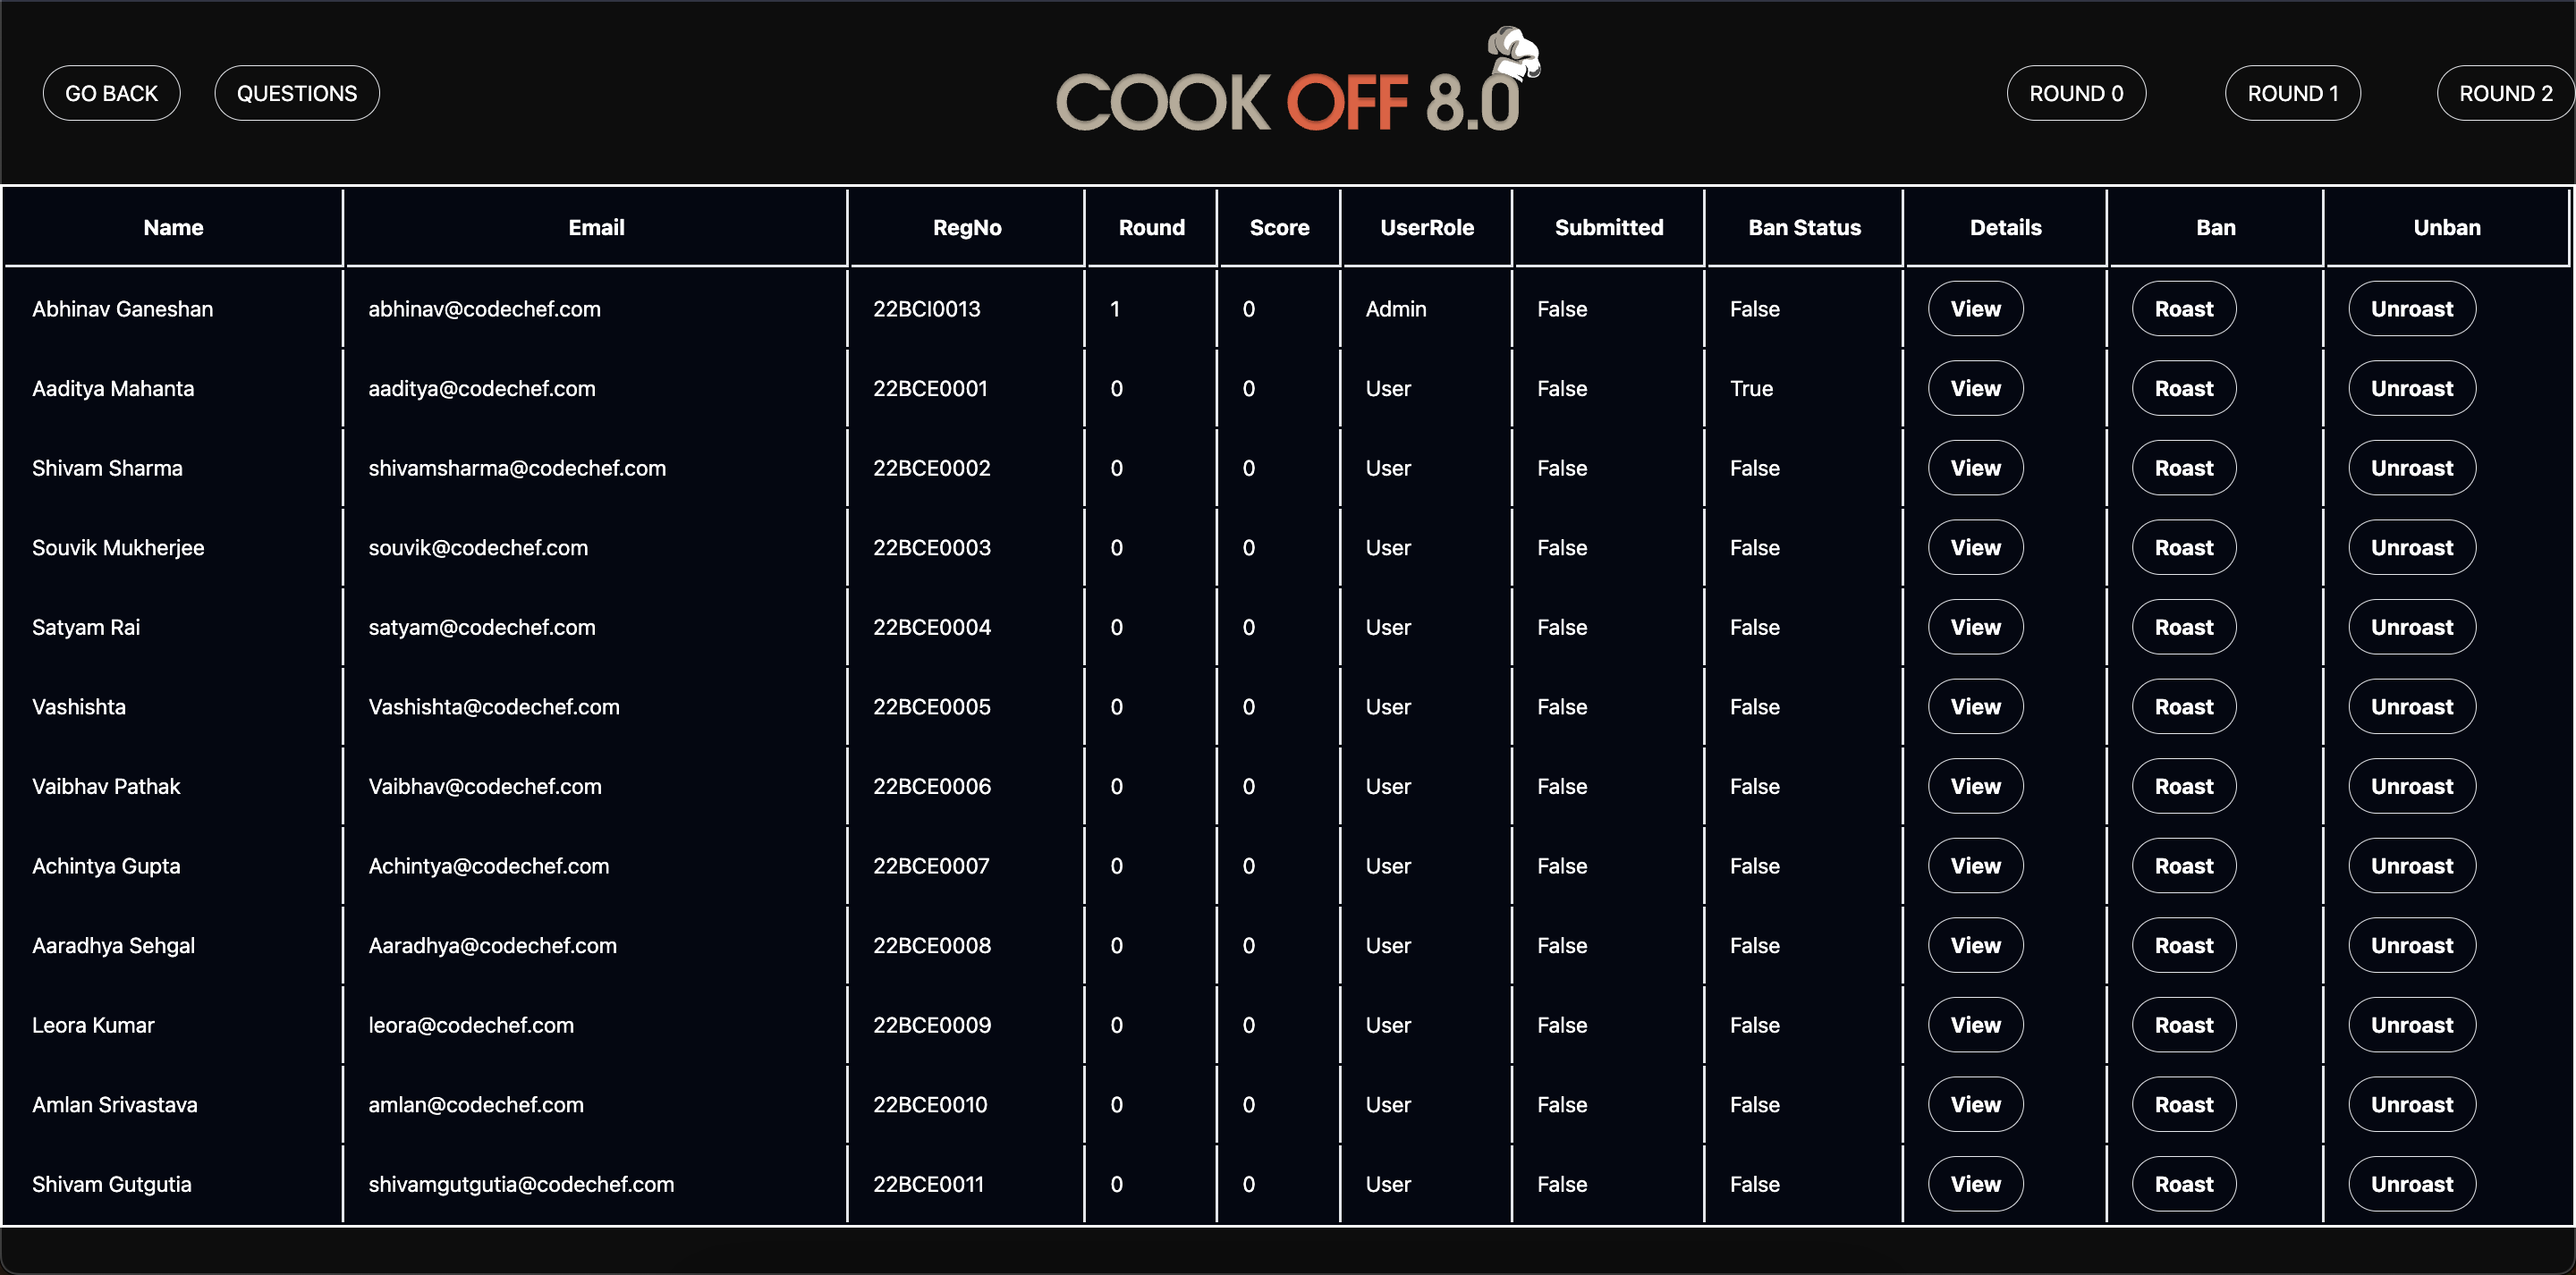 GO BACK QUESTIONS COOK OFF 8.0 ROUND 0 ROUND 1 ROUND 2
Name Email RegNo Round Score UserRole Submitted Ban Status Details Ban Unban
Abhinav Ganeshan abhinav@codechef.com 22BCI0013 1 0 Admin False False View Roast Unroast
Aaditya Mahanta aaditya@codechef.com 22BCE0001 0 0 User False True View Roast Unroast
Shivam Sharma shivamsharma@codechef.com 22BCE0002 0 0 User False False View Roast Unroast
Souvik Mukherjee souvik@codechef.com 22BCE0003 0 0 User False False View Roast Unroast
Satyam Rai satyam@codechef.com 22BCE0004 0 0 User False False View Roast Unroast
Vashishta Vashishta@codechef.com 22BCE0005 0 0 User False False View Roast Unroast
Vaibhav Pathak Vaibhav@codechef.com 22BCE0006 0 0 User False False View Roast Unroast
Achintya Gupta Achintya@codechef.com 22BCE0007 0 0 User False False View Roast Unroast
Aaradhya Sehgal Aaradhya@codechef.com 22BCE0008 0 0 User False False View Roast Unroast
Leora Kumar leora@codechef.com 22BCE0009 0 0 User False False View Roast Unroast
Amlan Srivastava amlan@codechef.com 22BCE0010 0 0 User False False View Roast Unroast
Shivam Gutgutia shivamgutgutia@codechef.com 22BCE0011 0 0 User False False View Roast Unroast